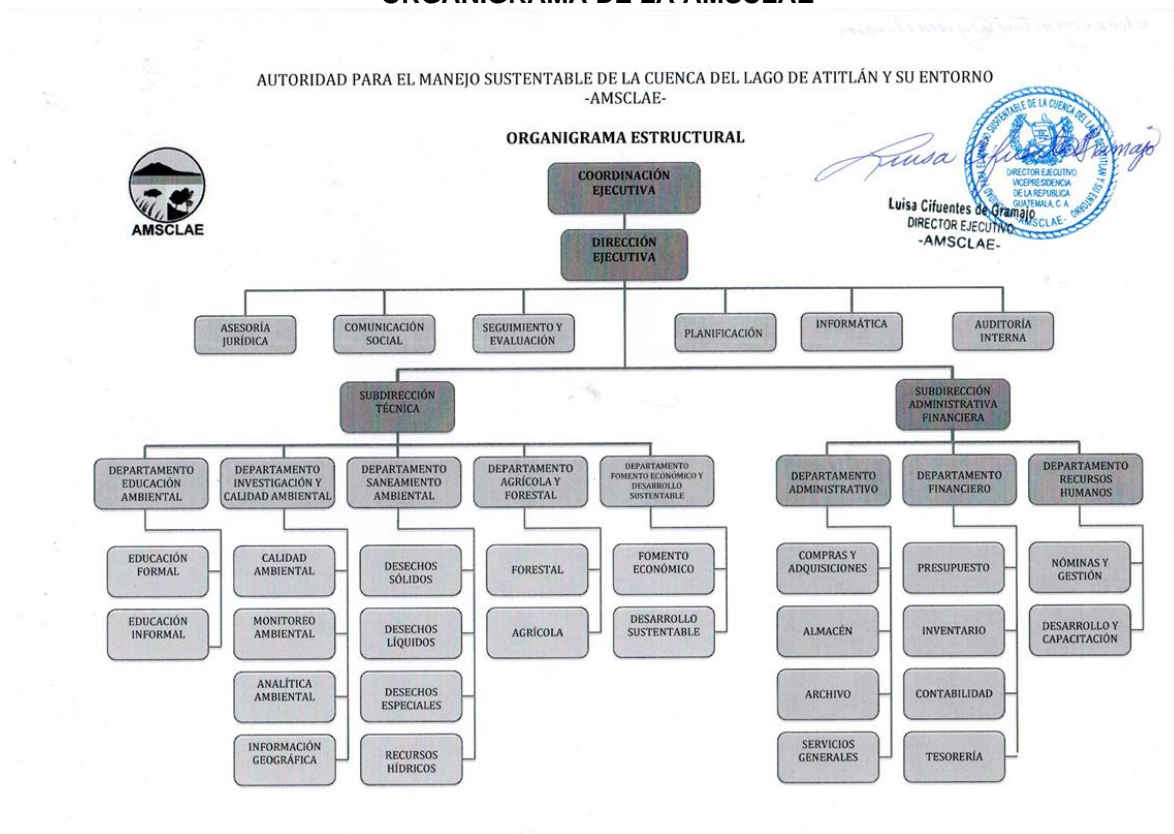 ORGANIGRAMA DE LA AMSCLAE
AUTORIDAD PARA EL MANEJO SUSTENTABLE DE LA CUENCA DEL LAGO DE ATITLÁN Y SU ENTORNO
-AMSCLAE-
ORGANIGRAMA ESTRUCTURAL
AMSCLAE
Luisa Cifuentes de Gramajo
DIRECTOR EJECUTIVO
-AMSCLAE-
DIRECTOR EJECUTIVO
VICEPRESIDENCIA
DE LA REPUBLICA
GUATEMALA, C. A.
COORDINACIÓN
EJECUTIVA
DIRECCIÓN
EJECUTIVA
ASESORÍA
JURÍDICA
COMUNICACIÓN
SOCIAL
SEGUIMIENTO Y
EVALUACIÓN
PLANIFICACIÓN
INFORMÁTICA
AUDITORÍA
INTERNA
SUBDIRECCIÓN
TÉCNICA
SUBDIRECCIÓN
ADMINISTRATIVA
FINANCIERA
DEPARTAMENTO
EDUCACIÓN
AMBIENTAL
DEPARTAMENTO
INVESTIGACIÓN Y
CALIDAD AMBIENTAL
DEPARTAMENTO
SANEAMIENTO
AMBIENTAL
DEPARTAMENTO
AGRÍCOLA Y
FORESTAL
DEPARTAMENTO
FOMENTO ECONÓMICO Y
DESARROLLO
SUSTENTABLE
DEPARTAMENTO
ADMINISTRATIVO
DEPARTAMENTO
FINANCIERO
DEPARTAMENTO
RECURSOS
HUMANOS
EDUCACIÓN
FORMAL
EDUCACIÓN
INFORMAL
CALIDAD
AMBIENTAL
MONITOREO
AMBIENTAL
ANALÍTICA
AMBIENTAL
INFORMACIÓN
GEOGRÁFICA
DESECHOS
SÓLIDOS
DESECHOS
LÍQUIDOS
DESECHOS
ESPECIALES
RECURSOS
HÍDRICOS
FORESTAL
AGRÍCOLA
FOMENTO
ECONÓMICO
DESARROLLO
SUSTENTABLE
COMPRAS Y
ADQUISICIONES
ALMACÉN
ARCHIVO
SERVICIOS
GENERALES
PRESUPUESTO
INVENTARIO
CONTABILIDAD
TESORERÍA
NÓMINAS Y
GESTIÓN
DESARROLLO Y
CAPACITACIÓN